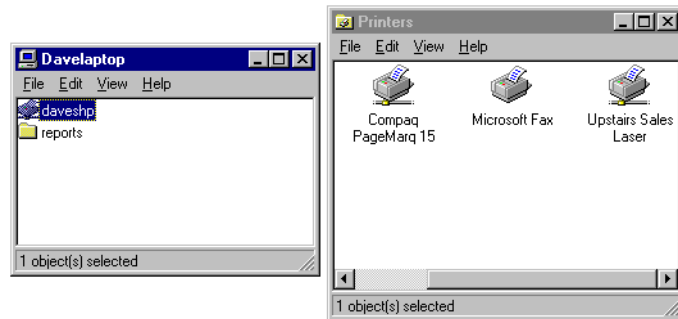 Davelaptop
File Edit View Help
daveshp
reports
1 object(s) selected
Printers
File Edit View Help
Compaq
PageMarq 15
Microsoft Fax
Upstairs Sales
Laser
1 object(s) selected